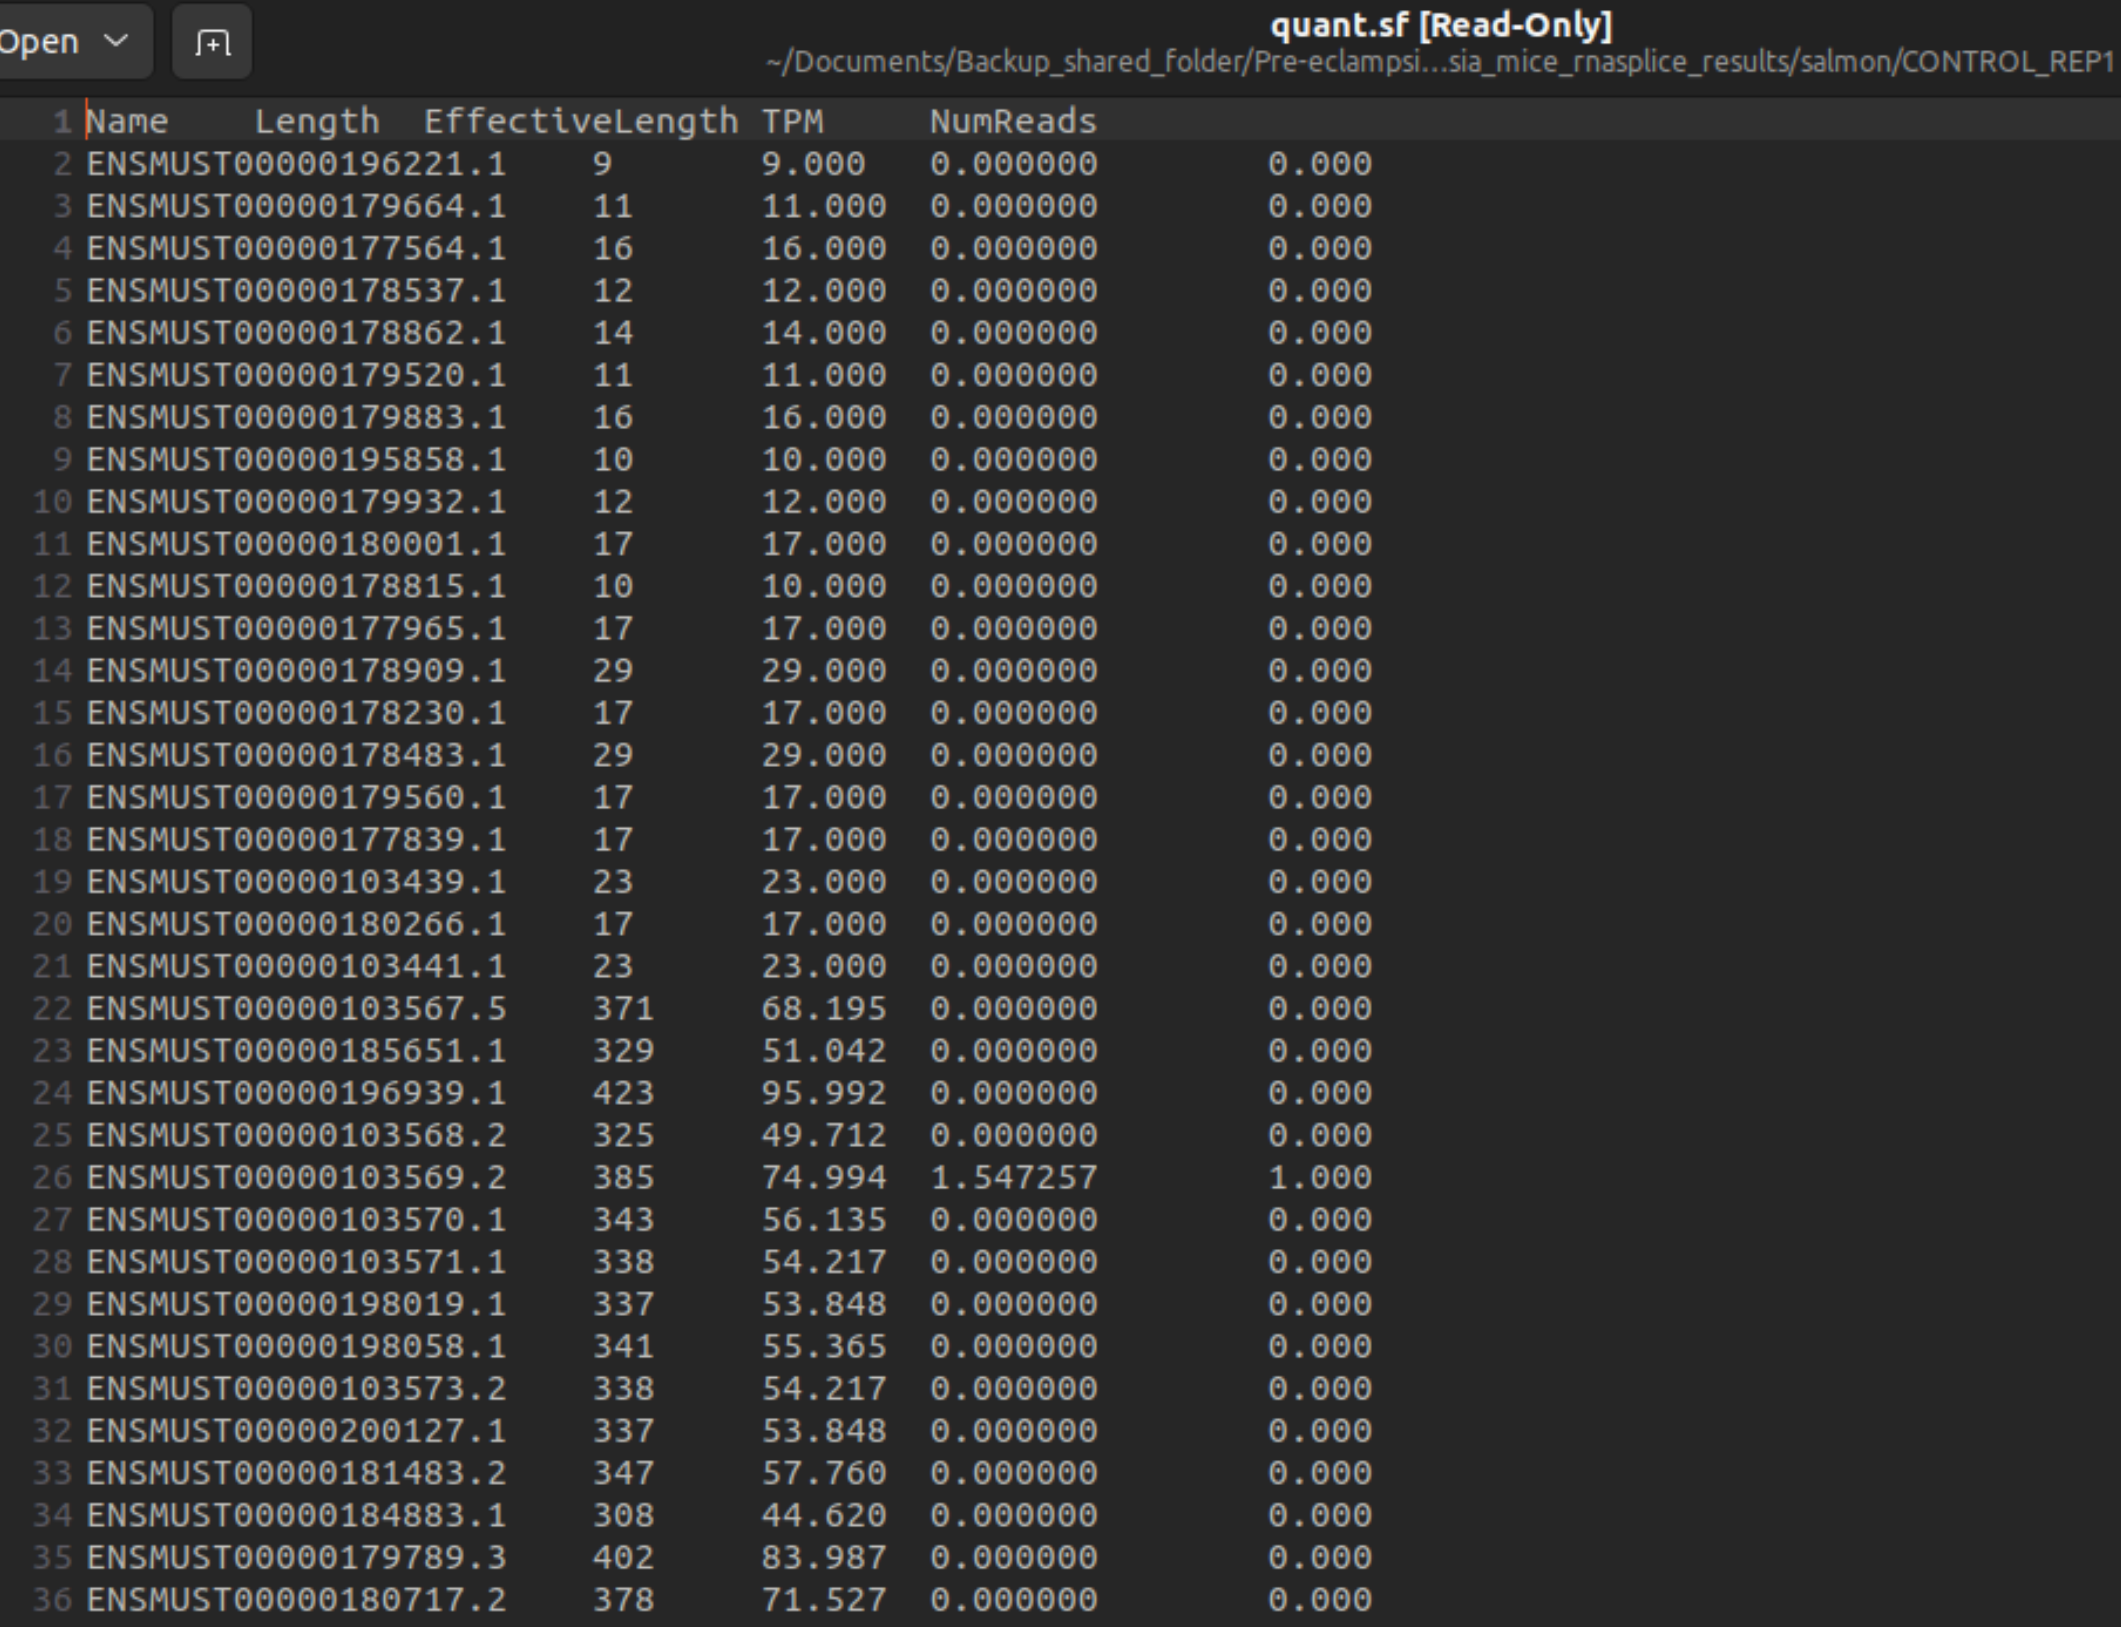 Open
quant.sf [Read-Only]
~/Documents/Backup_shared_folder/Pre-eclampsi...sia_mice_rnasplice_results/salmon/CONTROL_REP1
1 Name Length EffectiveLength TPM NumReads
2 ENSMUST00000196221.1 9 9.000 0.000000 0.000
3 ENSMUST00000179664.1 11 11.000 0.000000 0.000
4 ENSMUST00000177564.1 16 16.000 0.000000 0.000
5 ENSMUST00000178537.1 12 12.000 0.000000 0.000
6 ENSMUST00000178862.1 14 14.000 0.000000 0.000
7 ENSMUST00000179520.1 11 11.000 0.000000 0.000
8 ENSMUST00000179883.1 16 16.000 0.000000 0.000
9 ENSMUST00000195858.1 10 10.000 0.000000 0.000
10 ENSMUST00000179932.1 12 12.000 0.000000 0.000
11 ENSMUST00000180001.1 17 17.000 0.000000 0.000
12 ENSMUST00000178815.1 10 10.000 0.000000 0.000
13 ENSMUST00000177965.1 17 17.000 0.000000 0.000
14 ENSMUST00000178909.1 29 29.000 0.000000 0.000
15 ENSMUST00000178230.1 17 17.000 0.000000 0.000
16 ENSMUST00000178483.1 29 29.000 0.000000 0.000
17 ENSMUST00000179560.1 17 17.000 0.000000 0.000
18 ENSMUST00000177839.1 17 17.000 0.000000 0.000
19 ENSMUST00000103439.1 23 23.000 0.000000 0.000
20 ENSMUST00000180266.1 17 17.000 0.000000 0.000
21 ENSMUST00000103441.1 23 23.000 0.000000 0.000
22 ENSMUST00000103567.5 371 68.195 0.000000 0.000
23 ENSMUST00000185651.1 329 51.042 0.000000 0.000
24 ENSMUST00000196939.1 423 95.992 0.000000 0.000
25 ENSMUST00000103568.2 325 49.712 0.000000 0.000
26 ENSMUST00000103569.2 385 74.994 1.547257 1.000
27 ENSMUST00000103570.1 343 56.135 0.000000 0.000
28 ENSMUST00000103571.1 338 54.217 0.000000 0.000
29 ENSMUST00000198019.1 337 53.848 0.000000 0.000
30 ENSMUST00000198058.1 341 55.365 0.000000 0.000
31 ENSMUST00000103573.2 338 54.217 0.000000 0.000
32 ENSMUST00000200127.1 337 53.848 0.000000 0.000
33 ENSMUST00000181483.2 347 57.760 0.000000 0.000
34 ENSMUST00000184883.1 308 44.620 0.000000 0.000
35 ENSMUST00000179789.3 402 83.987 0.000000 0.000
36 ENSMUST00000180717.2 378 71.527 0.000000 0.000